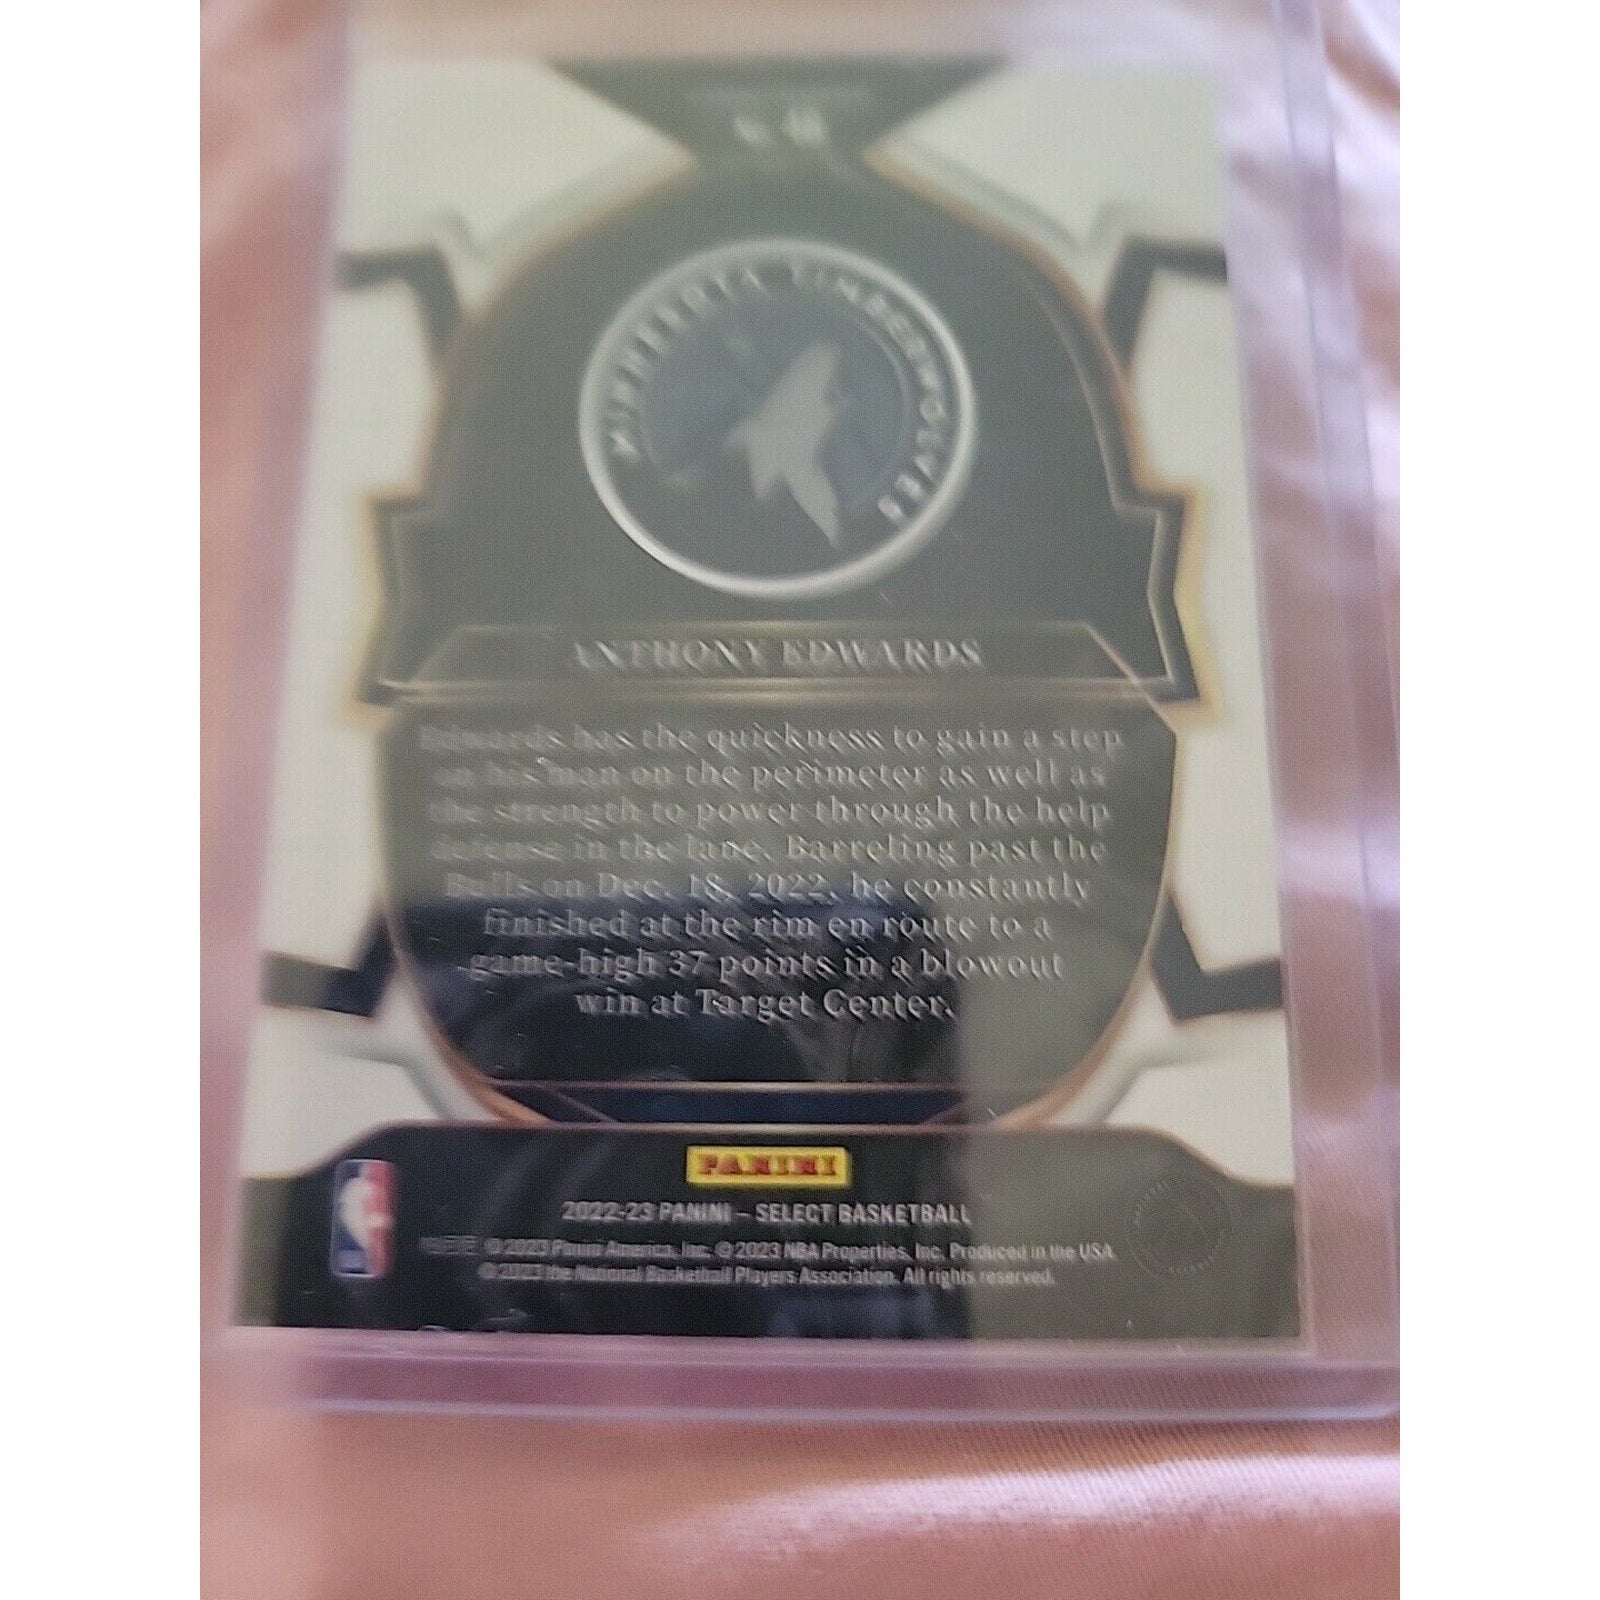 MINNESOTA TIMBERWOLVES
ANTHONY EDWARDS
Edwards has the quickness to gain a step
on his man on the perimeter as well as
the strength to power through the help
defense in the lane. Barreling past the
Bulls on Dec. 18, 2022, he constantly
finished at the rim en route to a
game-high 37 points in a blowout
win at Target Center.
PANINI
2022-23 PANINI – SELECT BASKETBALL
© 2023 Panini America, Inc. © 2023 NBA Properties, Inc. Produced in the USA
© 2023 the National Basketball Players Association. All rights reserved.